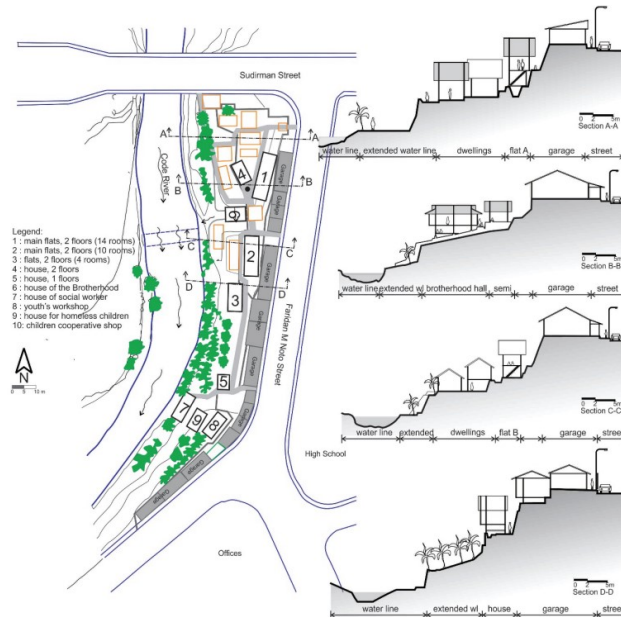 Sudirman Street
Code River
A
A
B
B
C
C
D
D
4
1
9
2
3
5
7
9
8
Garage
Garage
Garage
Garage
Garage
Garage
Garage
Garage
Faridan M Noto Street
Legend:
1 : main flats, 2 floors (14 rooms)
2 : main flats, 2 floors (10 rooms)
3 : flats, 2 floors (4 rooms)
4 : house, 2 floors
5 : house, 1 floors
6 : house of the Brotherhood
7 : house of social worker
8 : youth's workshop
9 : house for homeless children
10: children cooperative shop
N
0 5 10 m
High School
Offices
0 2 5m
Section A-A
water line extended water line dwellings flat A garage street
0 2 5m
Section B-B
water line extended wl brotherhood hall semi garage street
0 2 5m
Section C-C
water line extended dwellings flat B garage stree
0 2 5m
Section D-D
water line extended wl house garage stree